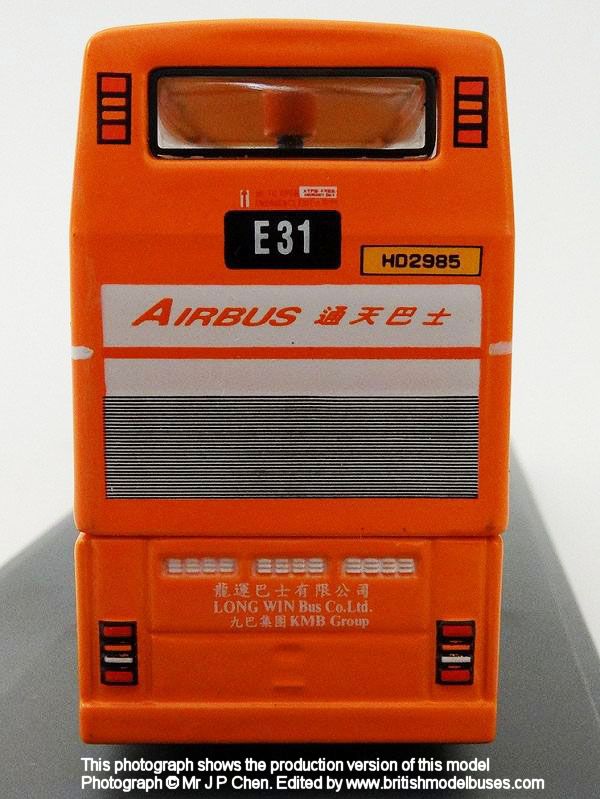 E31
HD2985
AIRBUS 通天巴士
龍運巴士有限公司
LONG WIN Bus Co.Ltd.
九巴集團 KMB Group
This photograph shows the production version of this model
Photograph © Mr J P Chen. Edited by www.britishmodelbuses.com